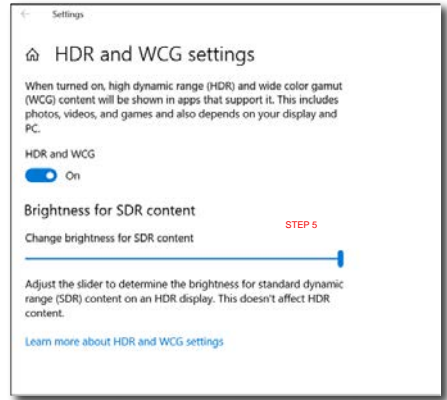 Settings
HDR and WCG settings
When turned on, high dynamic range (HDR) and wide color gamut
(WCG) content will be shown in apps that support it. This includes
photos, videos, and games and also depends on your display and
PC.
HDR and WCG
On
Brightness for SDR content
STEP 5
Change brightness for SDR content
Adjust the slider to determine the brightness for standard dynamic
range (SDR) content on an HDR display. This doesn't affect HDR
content.
Learn more about HDR and WCG settings